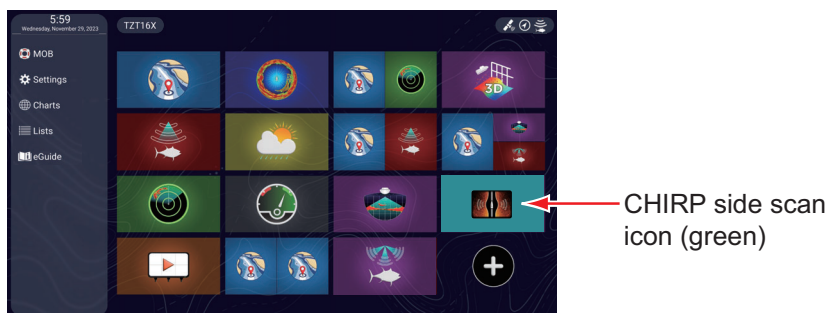 5:59
Wednesday, November 29, 2023
TZT16X
MOB
Settings
Charts
Lists
eGuide
3D
CHIRP side scan
icon (green)